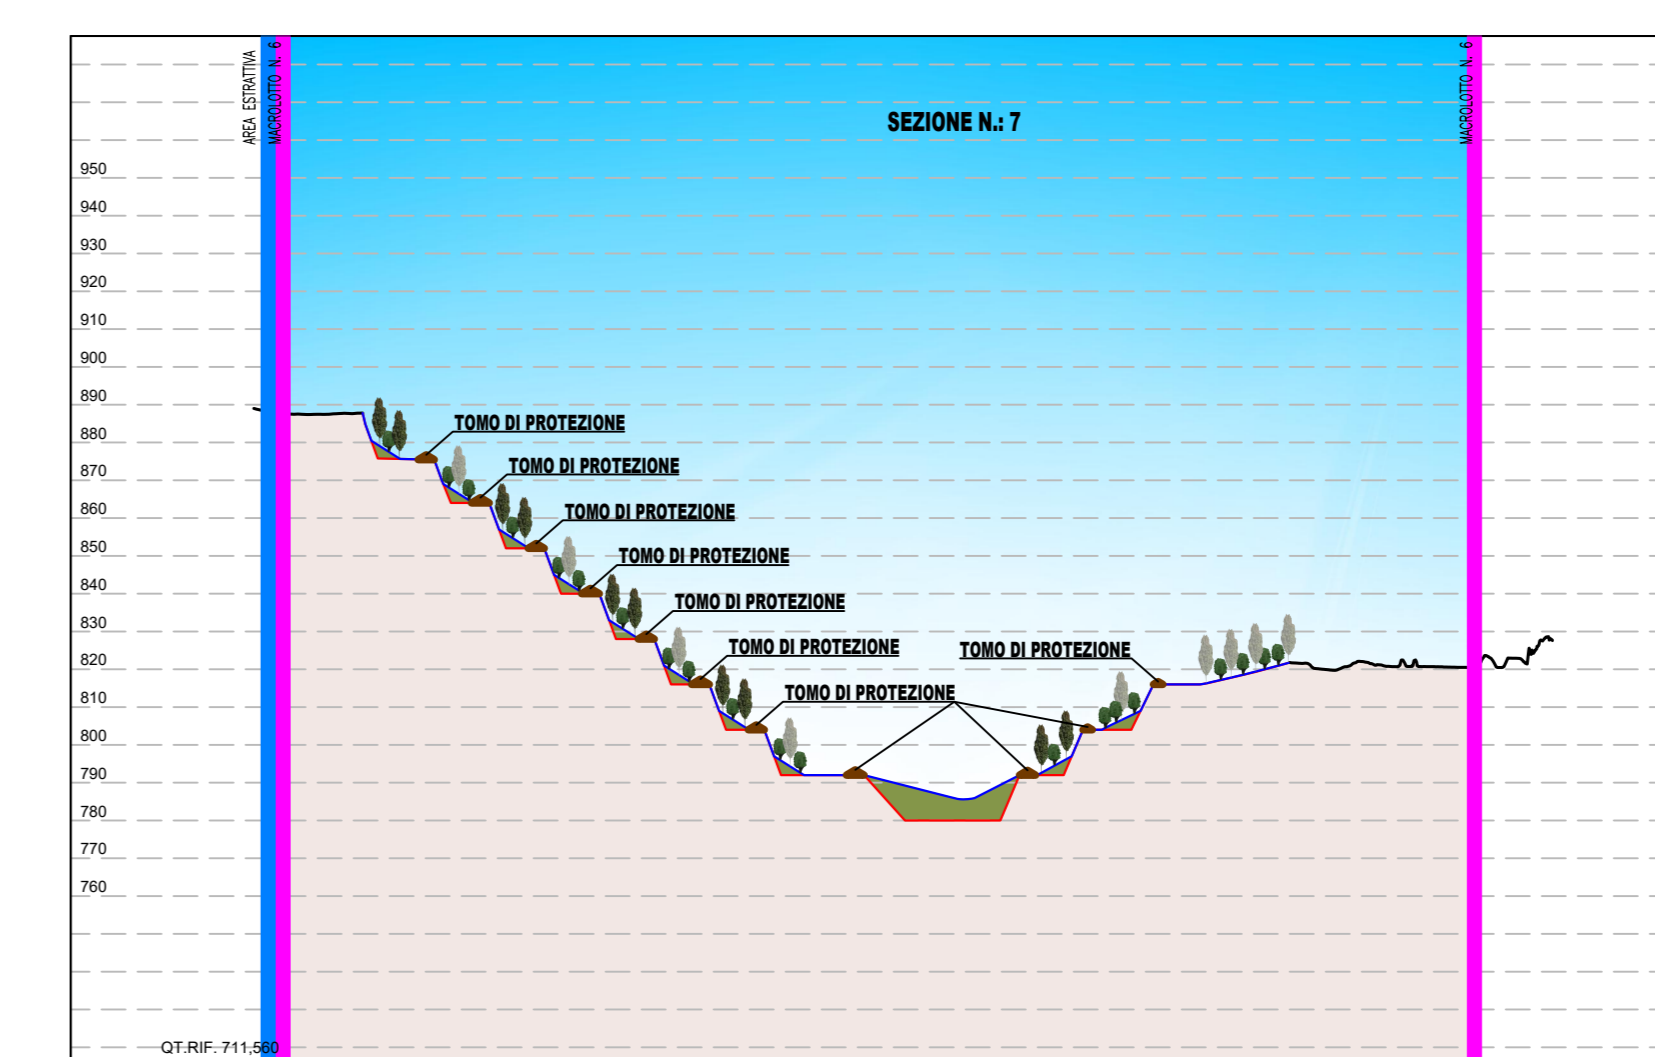 AREA ESTRATTIVA
MACROLOTTO N. 6
MACROLOTTO N. 6
SEZIONE N.: 7
950
940
930
920
910
900
890
880
870
860
850
840
830
820
810
800
790
780
770
760
TOMO DI PROTEZIONE
TOMO DI PROTEZIONE
TOMO DI PROTEZIONE
TOMO DI PROTEZIONE
TOMO DI PROTEZIONE
TOMO DI PROTEZIONE
TOMO DI PROTEZIONE
TOMO DI PROTEZIONE
QT.RIF. 711,560